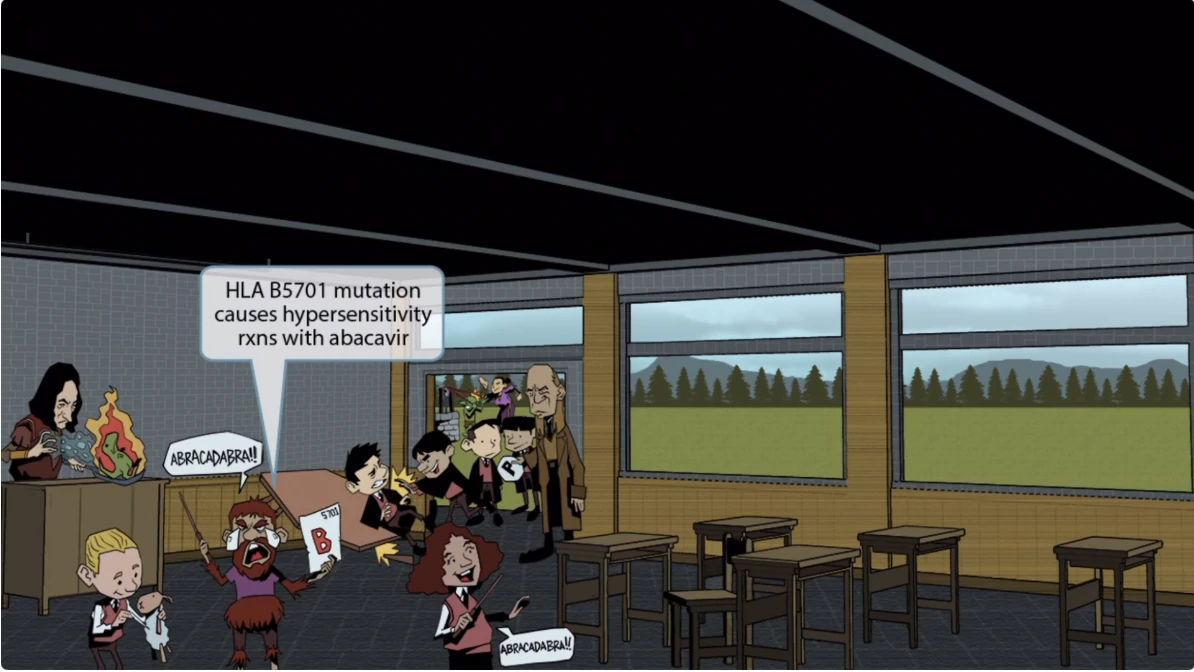 HLA B5701 mutation
causes hypersensitivity
rxns with abacavir
ABRACADABRA!!
5701
B
P
ABRACADABRA!!